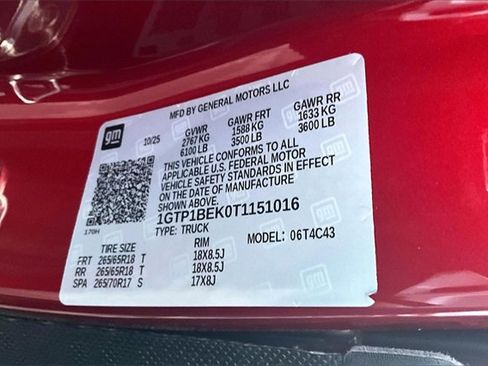 MFD BY GENERAL MOTORS LLC
gm
10/25
GVWR GAWR FRT GAWR RR
2767 KG 1588 KG 1633 KG
6100 LB 3500 LB 3600 LB
THIS VEHICLE CONFORMS TO ALL
APPLICABLE U.S. FEDERAL MOTOR
VEHICLE SAFETY STANDARDS IN EFFECT
ON THE DATE OF MANUFACTURE
SHOWN ABOVE.
170H
1GTP1BEK0T1151016
TYPE: TRUCK MODEL: 06T4C43
TIRE SIZE RIM
FRT 265/65R18 T 18X8.5J
RR 265/65R18 T 18X8.5J
SPA 265/70R17 S 17X8J